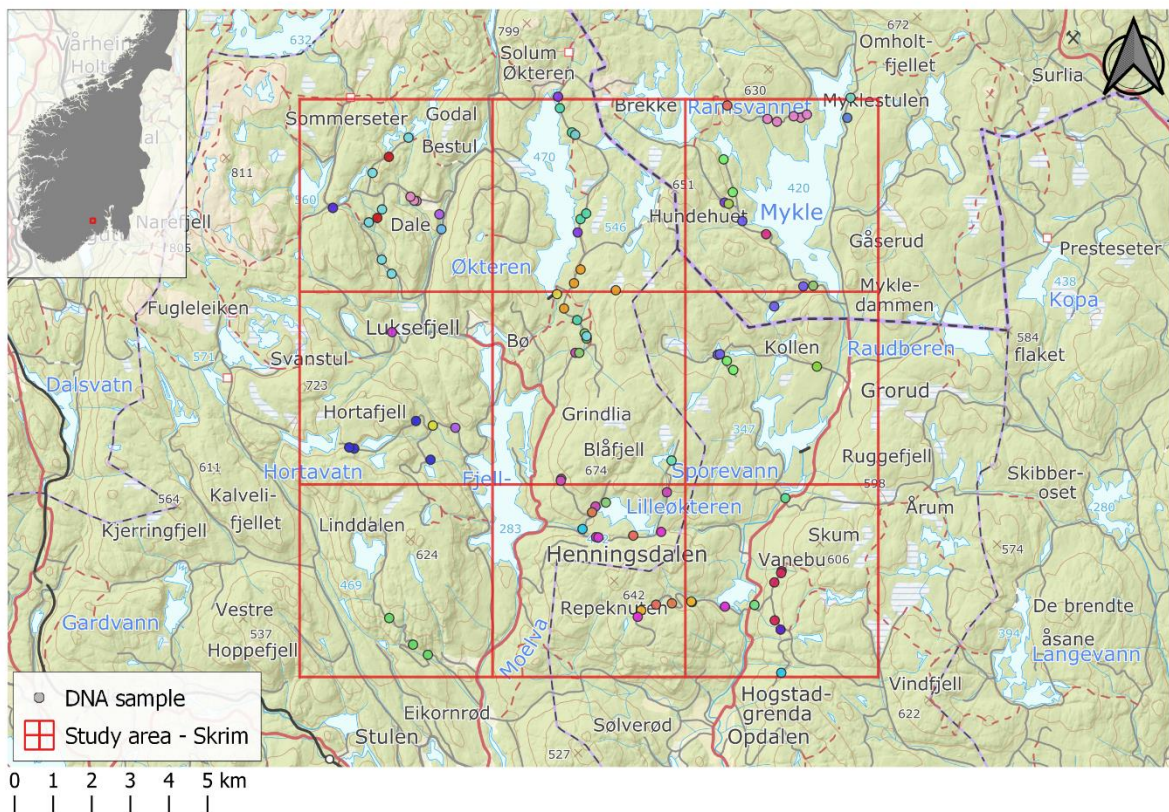 Vårhein
Holte
632
799
Solum
Økteren
672
Omholt-
fjellet
Surlia
Sommerseter
Godal
Bestul
Brekke
630
Ramsvannet
Myklestulen
811
470
560
Dale
651
Hundehuet
420
Mykle
546
Narefjell
805
Økteren
Gåserud
Presteseter
438
Kopa
Mykle-
dammen
Fugleleiken
Luksefjell
Bø
Kollen
Raudberen
584
flaket
571
Svanstul
Dalsvatn
723
Hortafjell
Grindlia
Grorud
Blåfjell
674
347
611
Hortavatn
Fjell-
Sporevann
Ruggefjell
Skibber-
oset
564
Kalveli-
fjellet
Kjerringfjell
Linddalen
283
Lilleøkteren
598
Årum
280
624
Henningsdalen
Skum
606
Vanebu
574
469
Vestre
Hoppefjell
537
Gardvann
642
Repeknuten
De brendte
åsane
394
Langevann
Moelva
Vindfjell
622
Hogstad-
grenda
Opdalen
Eikornrød
Stulen
Sølverød
527
DNA sample
Study area - Skrim
0 1 2 3 4 5 km